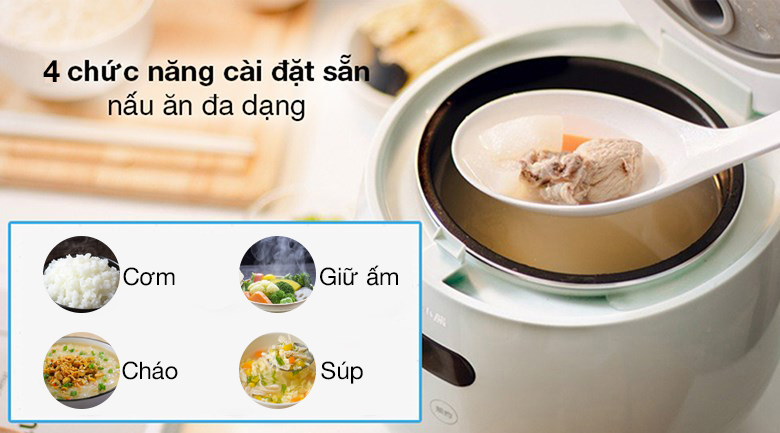 4 chức năng cài đặt sẵn
nấu ăn đa dạng
Cơm
Giữ ấm
Cháo
Súp